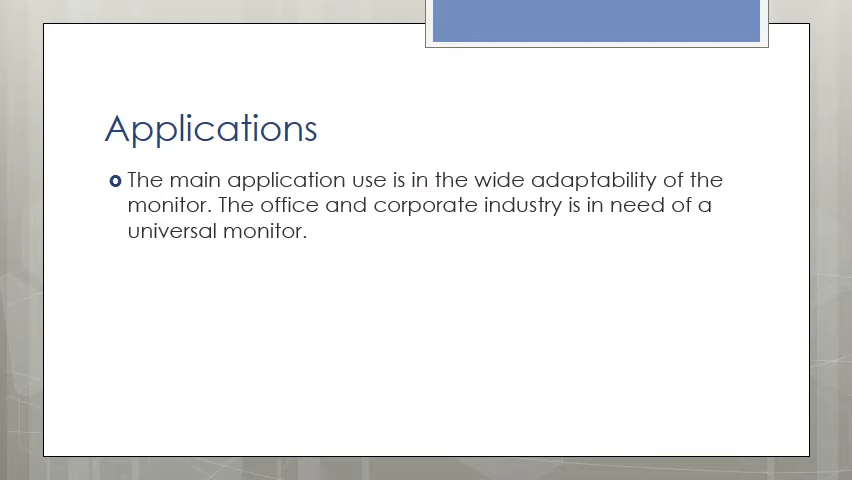 Applications
The main application use is in the wide adaptability of the
monitor. The office and corporate industry is in need of a
universal monitor.